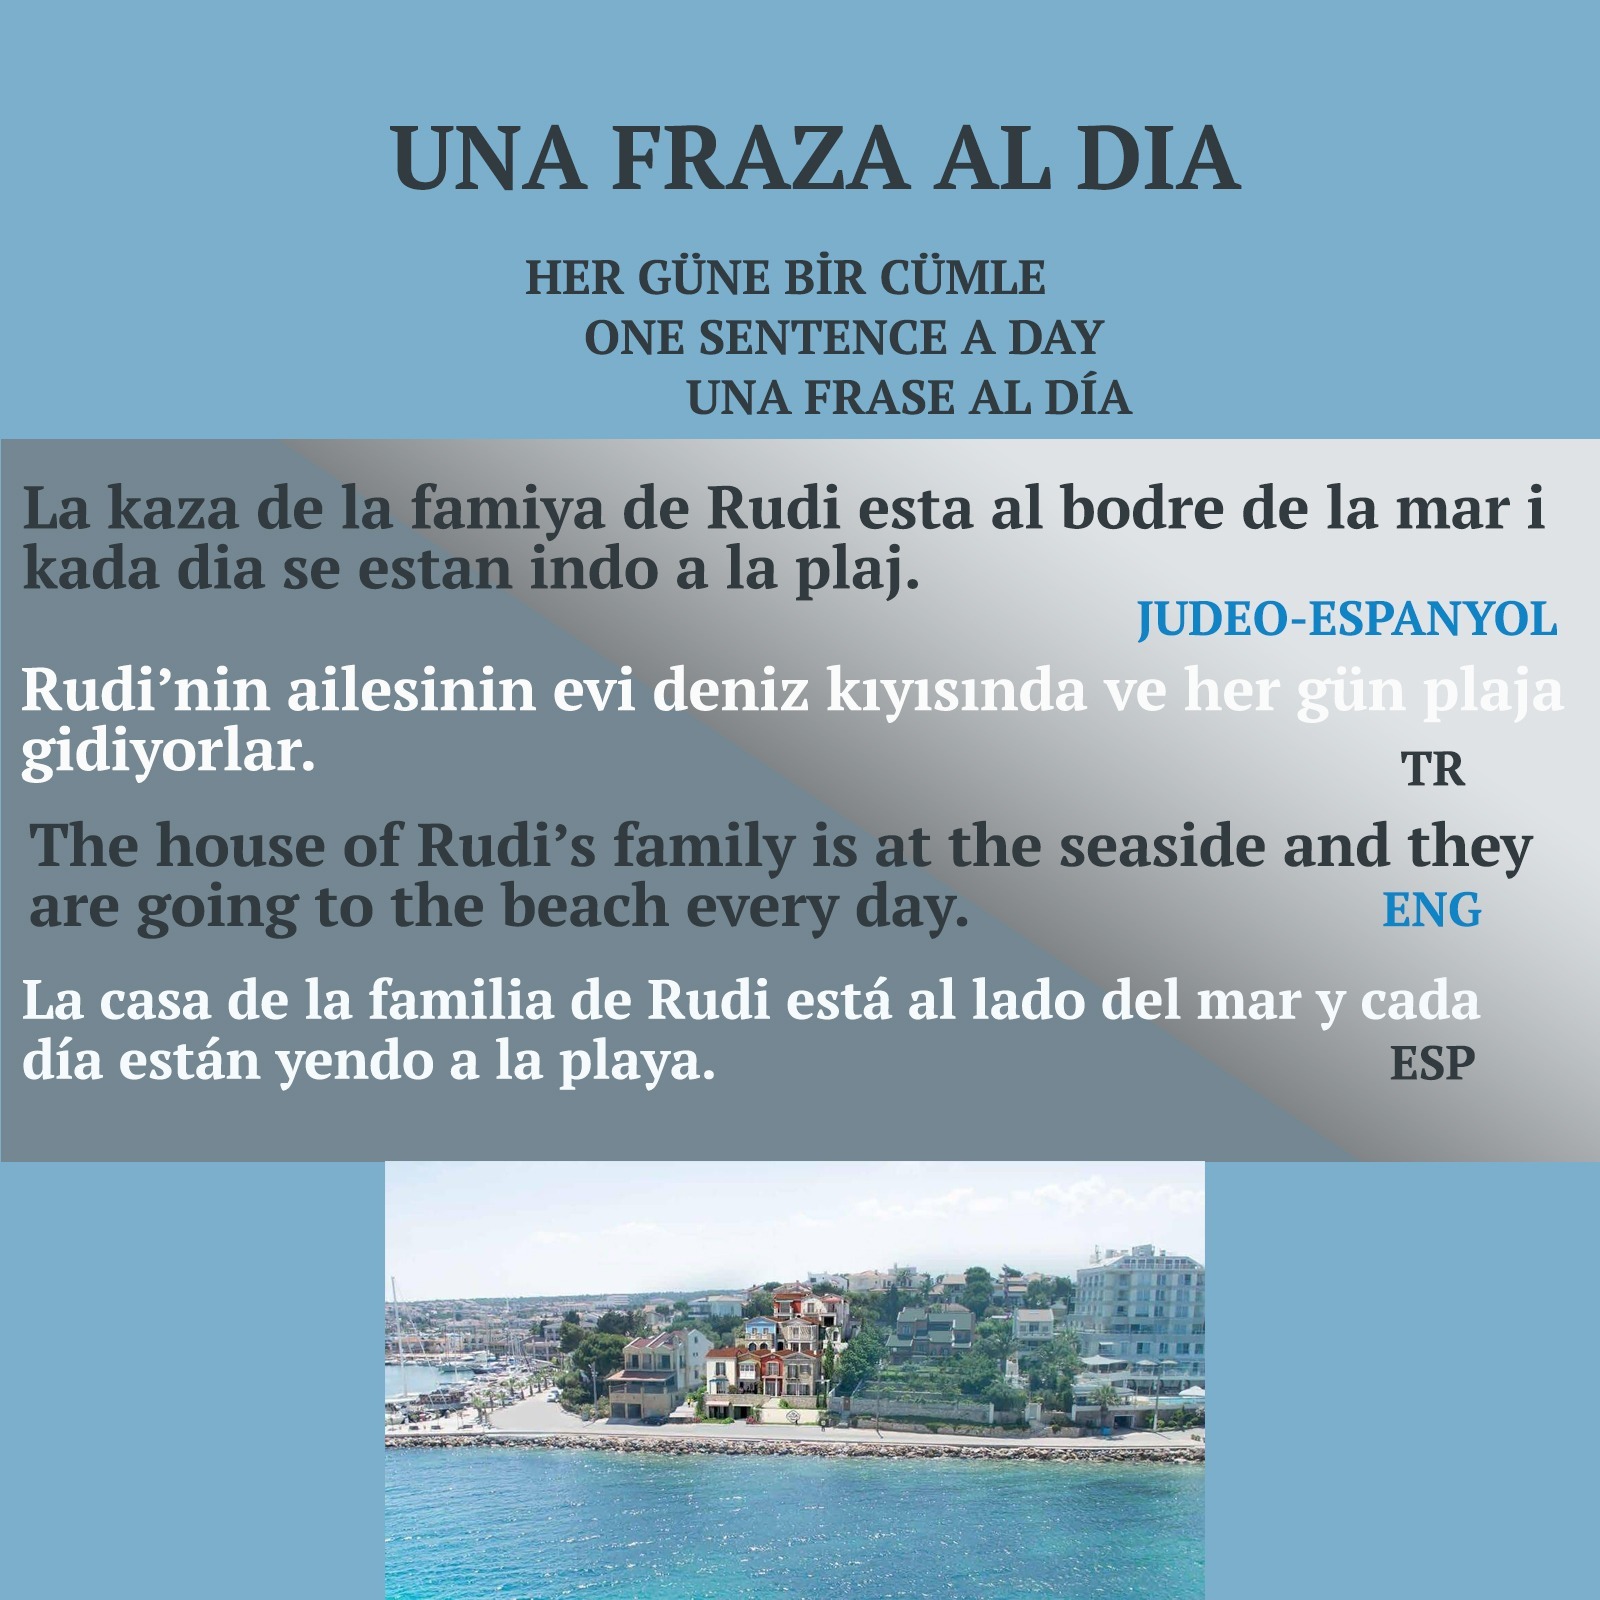 UNA FRAZA AL DIA
HER GÜNE BİR CÜMLE
ONE SENTENCE A DAY
UNA FRASE AL DÍA
La kaza de la famiya de Rudi esta al bodre de la mar i
kada dia se estan indo a la plaj.
JUDEO-ESPANYOL
Rudi’nin ailesinin evi deniz kıyısında ve her gün plaja
gidiyorlar.
TR
The house of Rudi’s family is at the seaside and they
are going to the beach every day.
ENG
La casa de la familia de Rudi está al lado del mar y cada
día están yendo a la playa.
ESP